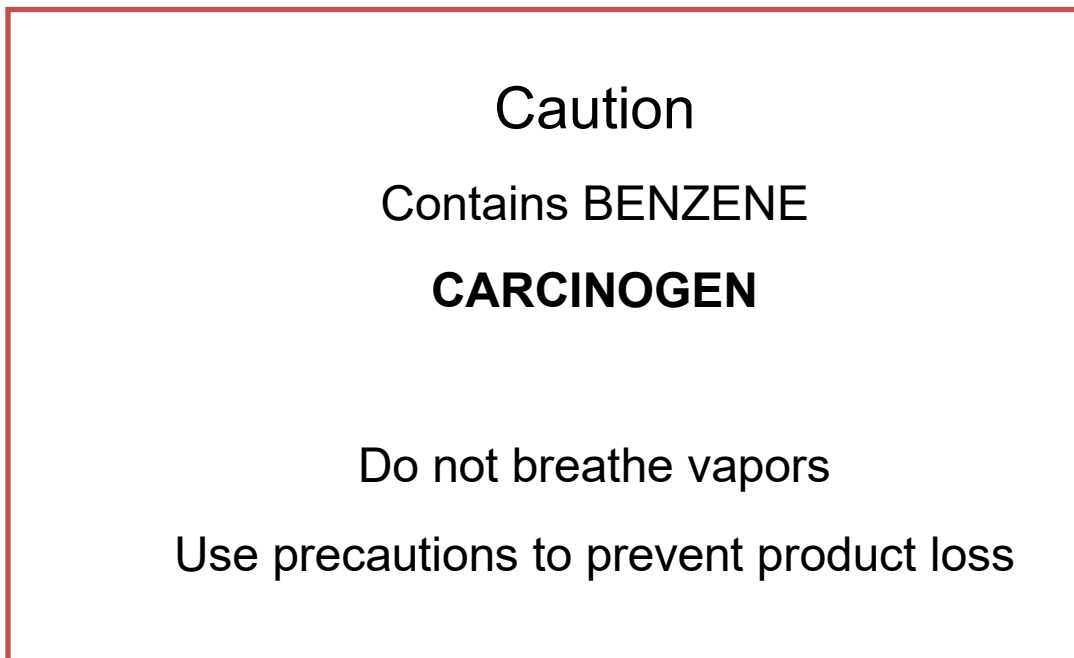 Caution
Contains BENZENE
CARCINOGEN
Do not breathe vapors
Use precautions to prevent product loss